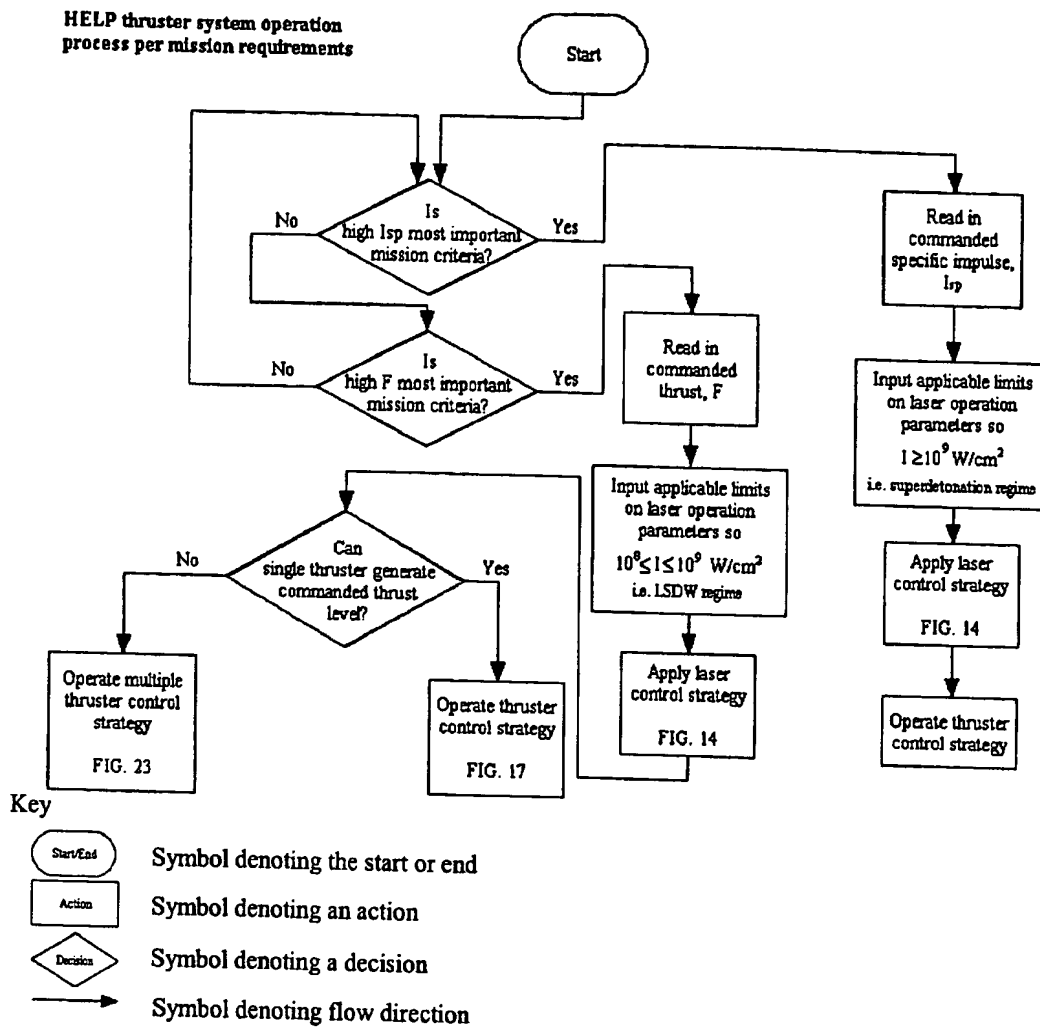 HELP thruster system operation
process per mission requirements
Start
No
Is
high Isp most important
mission criteria?
Yes
Read in
commanded
specific impulse,
Isp
No
Is
high F most important
mission criteria?
Yes
Read in
commanded
thrust, F
Input applicable limits
on laser operation
parameters so
I ≥10⁹ W/cm²
i.e. superdetonation regime
Input applicable limits
on laser operation
parameters so
10⁸≤ I ≤ 10⁹ W/cm²
i.e. LSDW regime
No
Can
single thruster generate
commanded thrust
level?
Yes
Apply laser
control strategy
FIG. 14
Operate multiple
thruster control
strategy
FIG. 23
Operate thruster
control strategy
FIG. 17
Apply laser
control strategy
FIG. 14
Operate thruster
control strategy
Key
Start/End
Symbol denoting the start or end
Action
Symbol denoting an action
Decision
Symbol denoting a decision
Symbol denoting flow direction